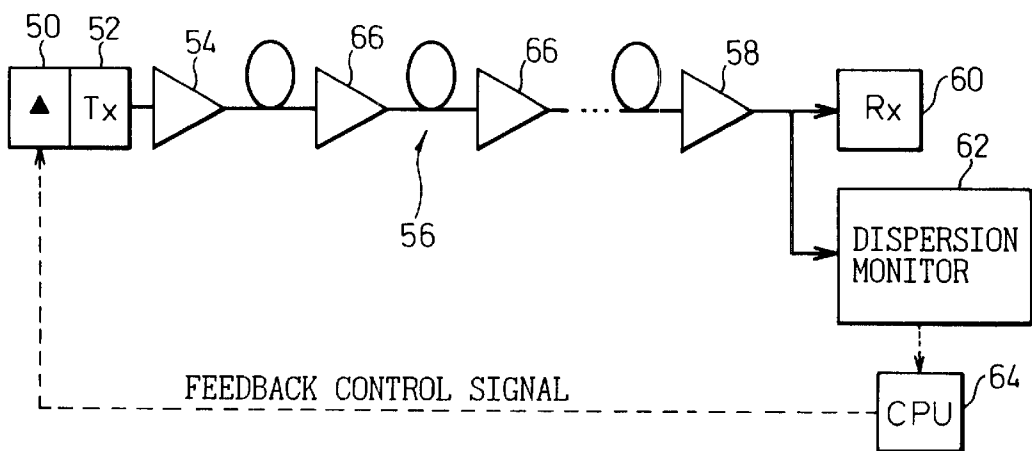 50 52 54 66 66 58
60
▲ Tx Rx
62
56
DISPERSION
MONITOR
FEEDBACK CONTROL SIGNAL
64
CPU